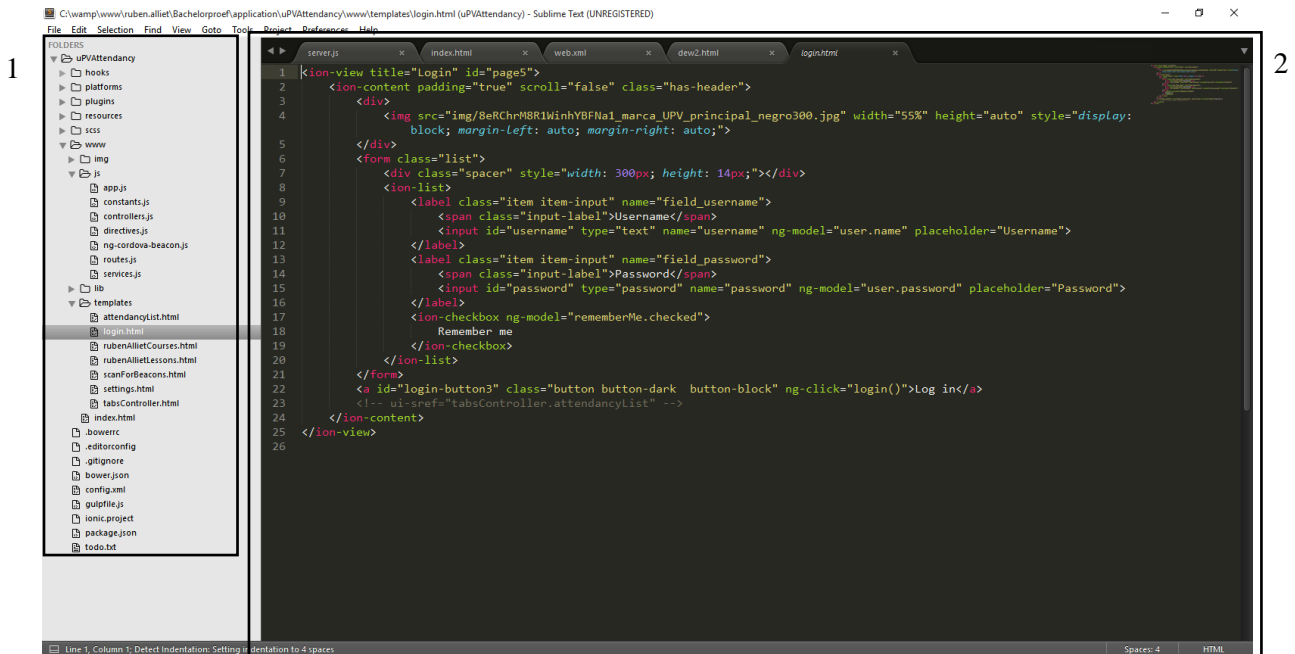 C:\wamp\www\ruben.alliet\Bachelorproef\application\uPVAttendancy\www\templates\login.html (uPVAttendancy) - Sublime Text (UNREGISTERED)
File Edit Selection Find View Goto Tools Project Preferences Help
1
FOLDERS
uPVAttendancy
hooks
platforms
plugins
resources
scss
www
img
js
app.js
constants.js
controllers.js
directives.js
ng-cordova-beacon.js
routes.js
services.js
lib
templates
attendancyList.html
login.html
rubenAllietCourses.html
rubenAllietLessons.html
scanForBeacons.html
settings.html
tabsController.html
index.html
.bowerrc
.editorconfig
.gitignore
bower.json
config.xml
gulpfile.js
ionic.project
package.json
todo.txt
2
server.js × index.html × web.xml × dew2.html × login.html ×
1 <ion-view title="Login" id="page5">
2 <ion-content padding="true" scroll="false" class="has-header">
3 <div>
4 <img src="img/8eRChrM8R1WinhYBFNa1_marca_UPV_principal_negro300.jpg" width="55%" height="auto" style="display:
block; margin-left: auto; margin-right: auto;">
5 </div>
6 <form class="list">
7 <div class="spacer" style="width: 300px; height: 14px;"></div>
8 <ion-list>
9 <label class="item item-input" name="field_username">
10 <span class="input-label">Username</span>
11 <input id="username" type="text" name="username" ng-model="user.name" placeholder="Username">
12 </label>
13 <label class="item item-input" name="field_password">
14 <span class="input-label">Password</span>
15 <input id="password" type="password" name="password" ng-model="user.password" placeholder="Password">
16 </label>
17 <ion-checkbox ng-model="rememberMe.checked">
18 Remember me
19 </ion-checkbox>
20 </ion-list>
21 </form>
22 <a id="login-button3" class="button button-dark  button-block" ng-click="login()">Log in</a>
23 <!-- ui-sref="tabsController.attendancyList" -->
24 </ion-content>
25 </ion-view>
26
Line 1, Column 1; Detect Indentation: Setting indentation to 4 spaces Spaces: 4 HTML